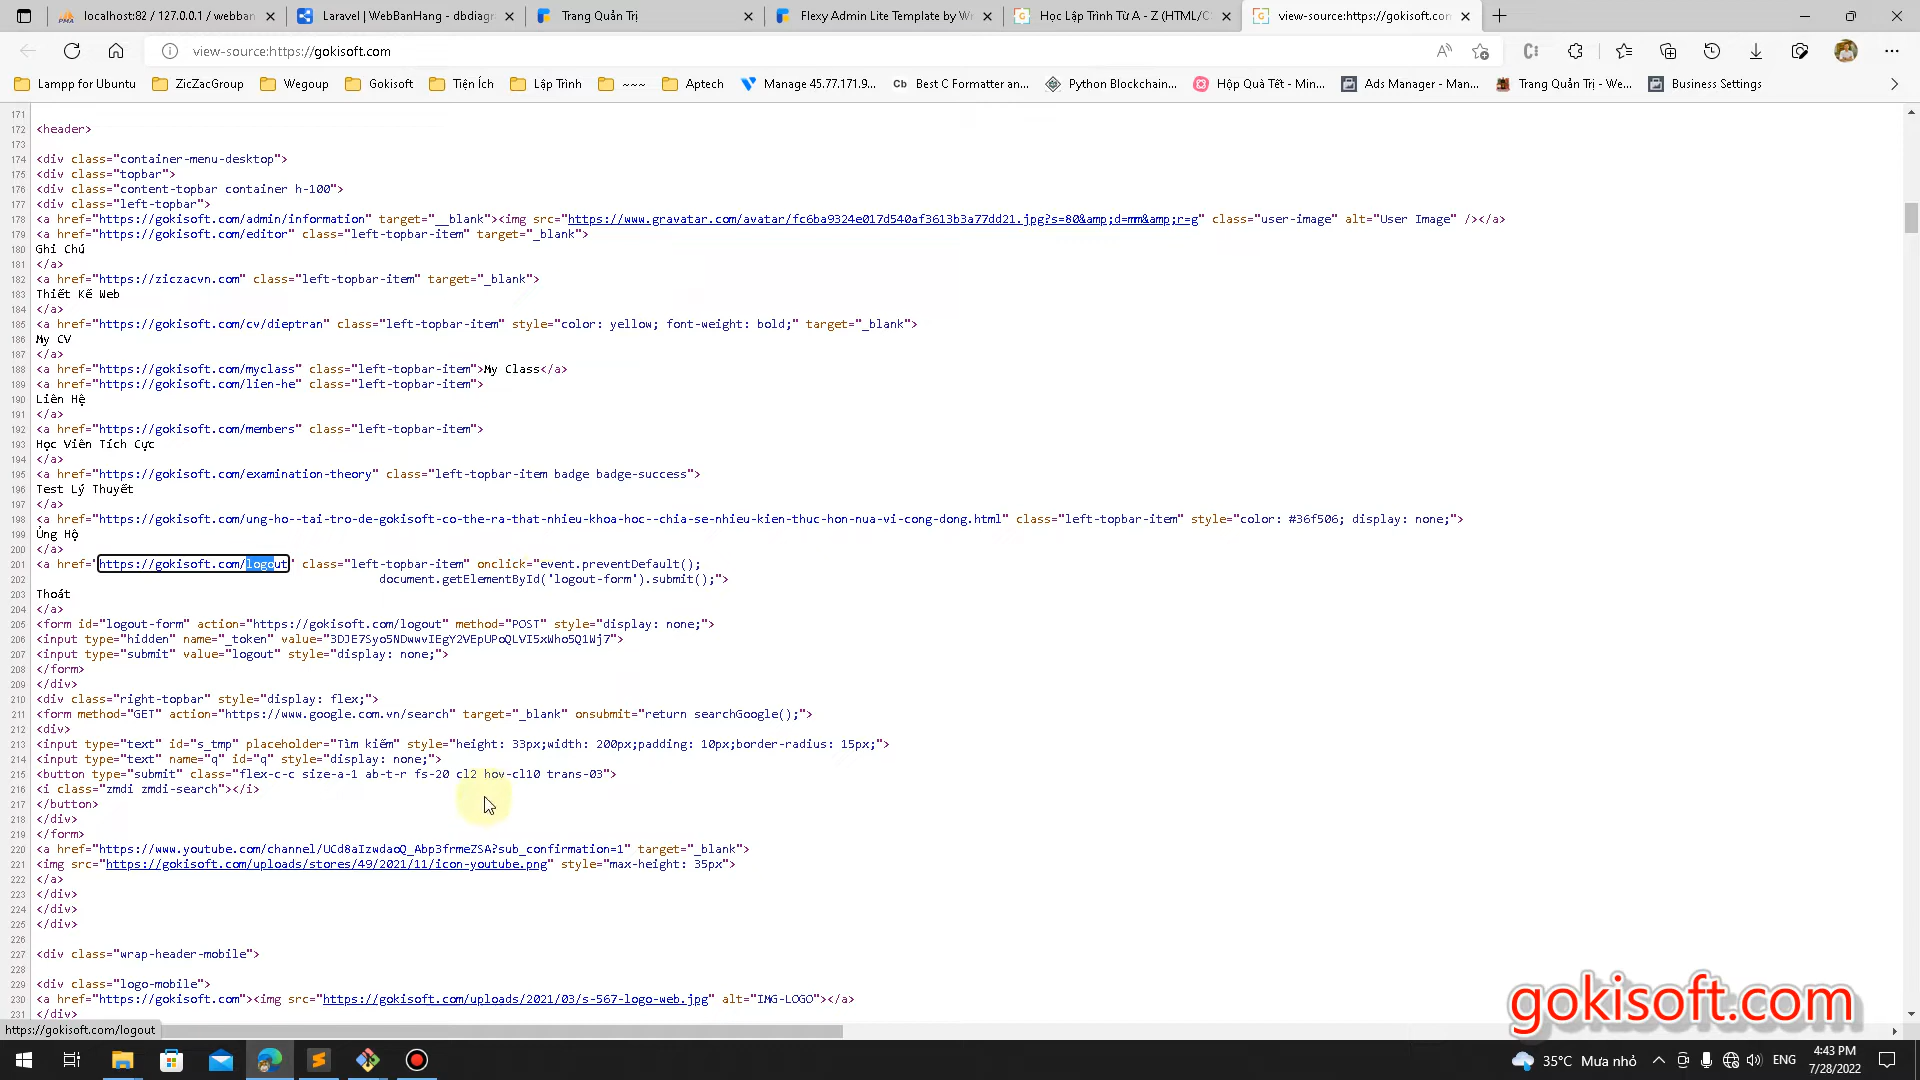 localhost:82 / 127.0.0.1 / webban
Laravel | WebBanHang - dbdiagr
Trang Quản Trị
Flexy Admin Lite Template by Wr
Học Lập Trình Từ A - Z (HTML/C
view-source:https://gokisoft.com
view-source:https://gokisoft.com
Lampp for Ubuntu
ZicZacGroup
Wegoup
Gokisoft
Tiện Ích
Lập Trình
~~~
Aptech
Manage 45.77.171.9...
Cb Best C Formatter an...
Python Blockchain...
Hộp Quà Tết - Min...
Ads Manager - Man...
Trang Quản Trị - We...
Business Settings
171
172 <header>
173
174 <div class="container-menu-desktop">
175 <div class="topbar">
176 <div class="content-topbar container h-100">
177 <div class="left-topbar">
178 <a href="https://gokisoft.com/admin/information" target="__blank"><img src="https://www.gravatar.com/avatar/fc6ba9324e017d540af3613b3a77dd21.jpg?s=80&amp;d=mm&amp;r=g" class="user-image" alt="User Image" /></a>
179 <a href="https://gokisoft.com/editor" class="left-topbar-item" target="_blank">
180 Ghi Chú
181 </a>
182 <a href="https://ziczacvn.com" class="left-topbar-item" target="_blank">
183 Thiết Kế Web
184 </a>
185 <a href="https://gokisoft.com/cv/dieptran" class="left-topbar-item" style="color: yellow; font-weight: bold;" target="_blank">
186 My CV
187 </a>
188 <a href="https://gokisoft.com/myclass" class="left-topbar-item">My Class</a>
189 <a href="https://gokisoft.com/lien-he" class="left-topbar-item">
190 Liên Hệ
191 </a>
192 <a href="https://gokisoft.com/members" class="left-topbar-item">
193 Học Viên Tích Cực
194 </a>
195 <a href="https://gokisoft.com/examination-theory" class="left-topbar-item badge badge-success">
196 Test Lý Thuyết
197 </a>
198 <a href="https://gokisoft.com/ung-ho--tai-tro-de-gokisoft-co-the-ra-that-nhieu-khoa-hoc--chia-se-nhieu-kien-thuc-hon-nua-vi-cong-dong.html" class="left-topbar-item" style="color: #36f506; display: none;">
199 Ủng Hộ
200 </a>
201 <a href="https://gokisoft.com/logout" class="left-topbar-item" onclick="event.preventDefault();
202 document.getElementById('logout-form').submit();">
203 Thoát
204 </a>
205 <form id="logout-form" action="https://gokisoft.com/logout" method="POST" style="display: none;">
206 <input type="hidden" name="_token" value="3DJE7Syo5NDwwvIEgY2VEpUPoQLVI5xWho5Q1Wj7">
207 <input type="submit" value="logout" style="display: none;">
208 </form>
209 </div>
210 <div class="right-topbar" style="display: flex;">
211 <form method="GET" action="https://www.google.com.vn/search" target="_blank" onsubmit="return searchGoogle();">
212 <div>
213 <input type="text" id="s_tmp" placeholder="Tìm kiếm" style="height: 33px;width: 200px;padding: 10px;border-radius: 15px;">
214 <input type="text" name="q" id="q" style="display: none;">
215 <button type="submit" class="flex-c-c size-a-1 ab-t-r fs-20 cl2 hov-cl10 trans-03">
216 <i class="zmdi zmdi-search"></i>
217 </button>
218 </div>
219 </form>
220 <a href="https://www.youtube.com/channel/UCd8aIzwdaoQ_Abp3frmeZSA?sub_confirmation=1" target="_blank">
221 <img src="https://gokisoft.com/uploads/stores/49/2021/11/icon-youtube.png" style="max-height: 35px">
222 </a>
223 </div>
224 </div>
225 </div>
226
227 <div class="wrap-header-mobile">
228
229 <div class="logo-mobile">
230 <a href="https://gokisoft.com"><img src="https://gokisoft.com/uploads/2021/03/s-567-logo-web.jpg" alt="IMG-LOGO"></a>
231 </div>
gokisoft.com
https://gokisoft.com/logout
35°C Mưa nhỏ
ENG
4:43 PM
7/28/2022